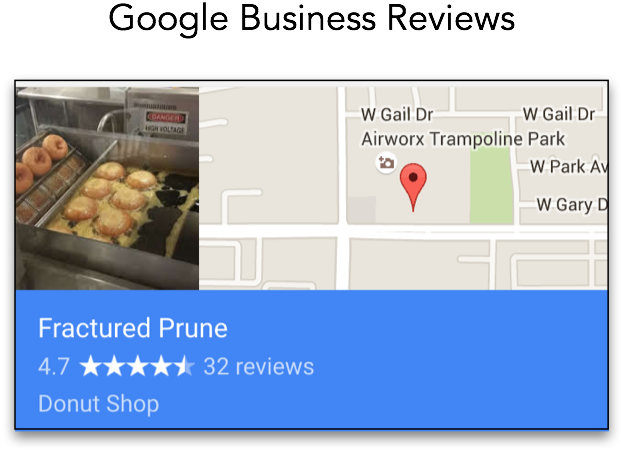 Google Business Reviews
DANGER
HIGH VOLTAGE
W Gail Dr
W Gail Dr
Airworx Trampoline Park
W Park Av
W Gary D
Fractured Prune
4.7 ★★★★★ 32 reviews
Donut Shop